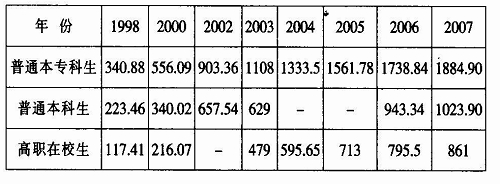 年 份 1998 2000 2002 2003 2004 2005 2006 2007
普通本专科生 340.88 556.09 903.36 1108 1333.5 1561.78 1738.84 1884.90
普通本科生 223.46 340.02 657.54 629 – – 943.34 1023.90
高职在校生 117.41 216.07 – 479 595.65 713 795.5 861